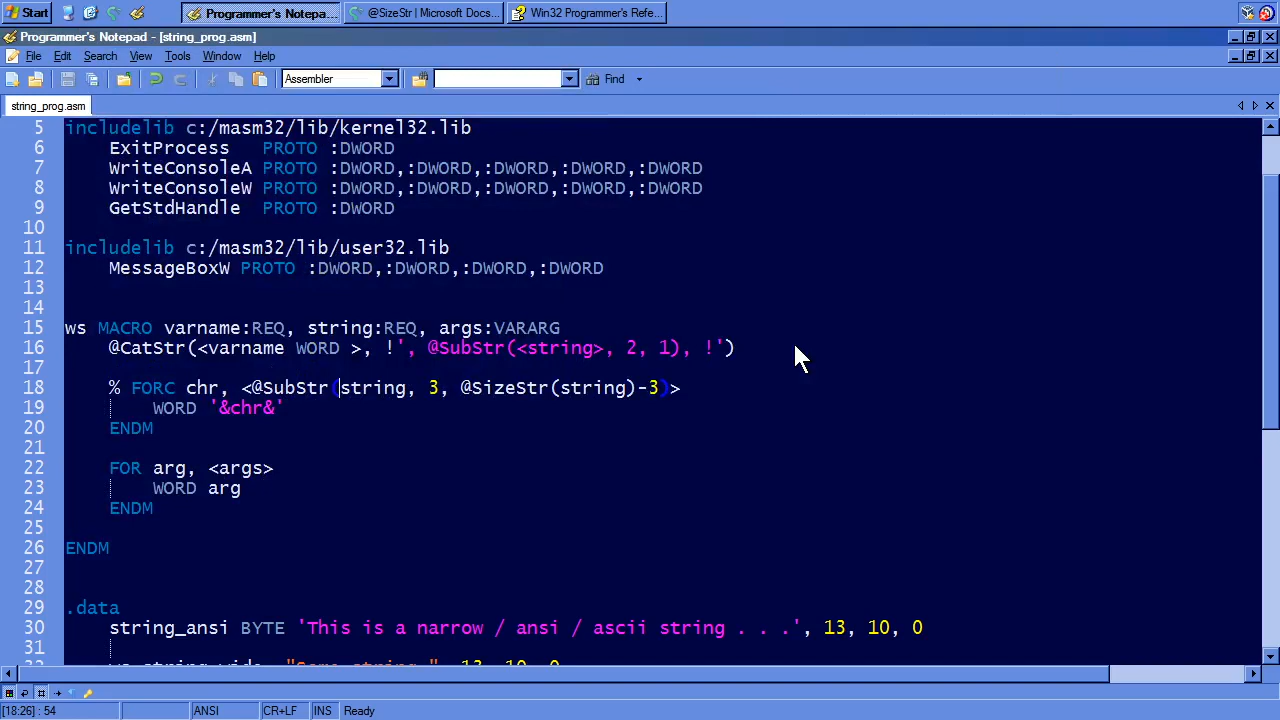 Start
Programmer's Notepa...
@SizeStr | Microsoft Docs...
Win32 Programmer's Refe...
Programmer's Notepad - [string_prog.asm]
File Edit Search View Tools Window Help
Assembler
Find
string_prog.asm
5 includelib c:/masm32/lib/kernel32.lib
6 ExitProcess PROTO :DWORD
7 WriteConsoleA PROTO :DWORD,:DWORD,:DWORD,:DWORD,:DWORD
8 WriteConsoleW PROTO :DWORD,:DWORD,:DWORD,:DWORD,:DWORD
9 GetStdHandle PROTO :DWORD
10
11 includelib c:/masm32/lib/user32.lib
12 MessageBoxW PROTO :DWORD,:DWORD,:DWORD,:DWORD
13
14
15 ws MACRO varname:REQ, string:REQ, args:VARARG
16 @CatStr(<varname WORD >, !', @SubStr(<string>, 2, 1), !')
17
18 % FORC chr, <@SubStr(string, 3, @SizeStr(string)-3)>
19 WORD '&chr&'
20 ENDM
21
22 FOR arg, <args>
23 WORD arg
24 ENDM
25
26 ENDM
27
28
29 .data
30 string_ansi BYTE 'This is a narrow / ansi / ascii string . . .', 13, 10, 0
31
[18:26] : 54
ANSI
CR+LF
INS
Ready